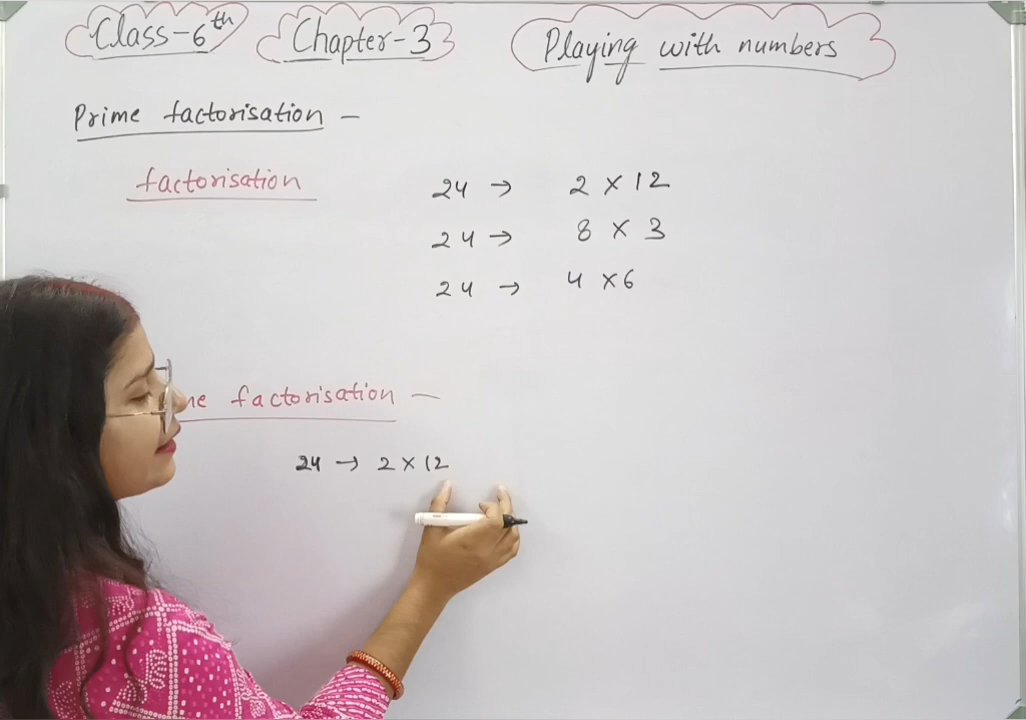 Class-6th Chapter-3 Playing with numbers
Prime factorisation -
factorisation
24 → 2 × 12
24 → 8 × 3
24 → 4 × 6
factorisation -
24 → 2 × 12